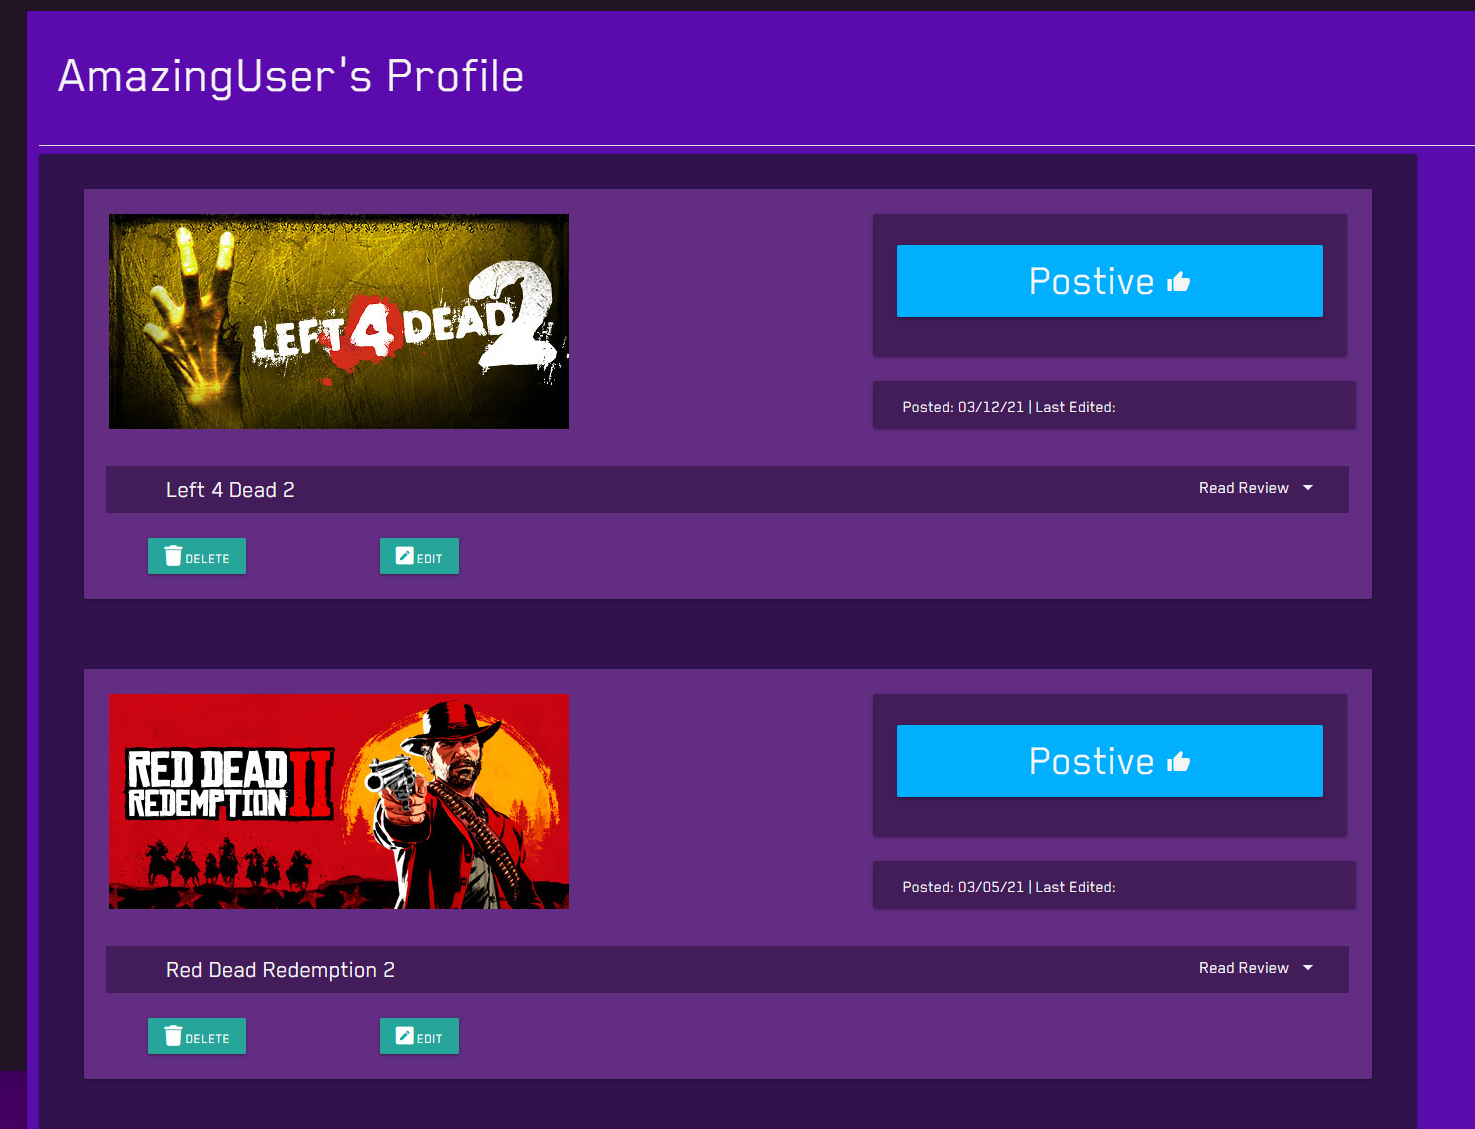 AmazingUser's Profile
LEFT 4 DEAD 2
Postive
Posted: 03/12/21 | Last Edited:
Left 4 Dead 2
Read Review
DELETE
EDIT
RED DEAD
REDEMPTION II
Postive
Posted: 03/05/21 | Last Edited:
Red Dead Redemption 2
Read Review
DELETE
EDIT